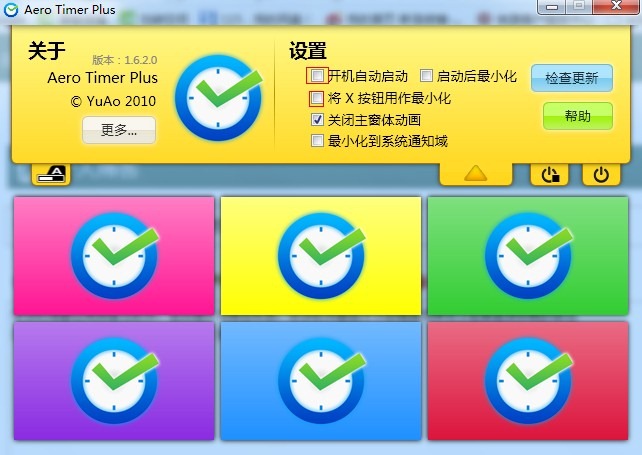 Aero Timer Plus
关于
版本：1.6.2.0
Aero Timer Plus
© YuAo 2010
更多...
设置
开机自动启动
启动后最小化
将 X 按钮用作最小化
关闭主窗体动画
最小化到系统通知域
检查更新
帮助